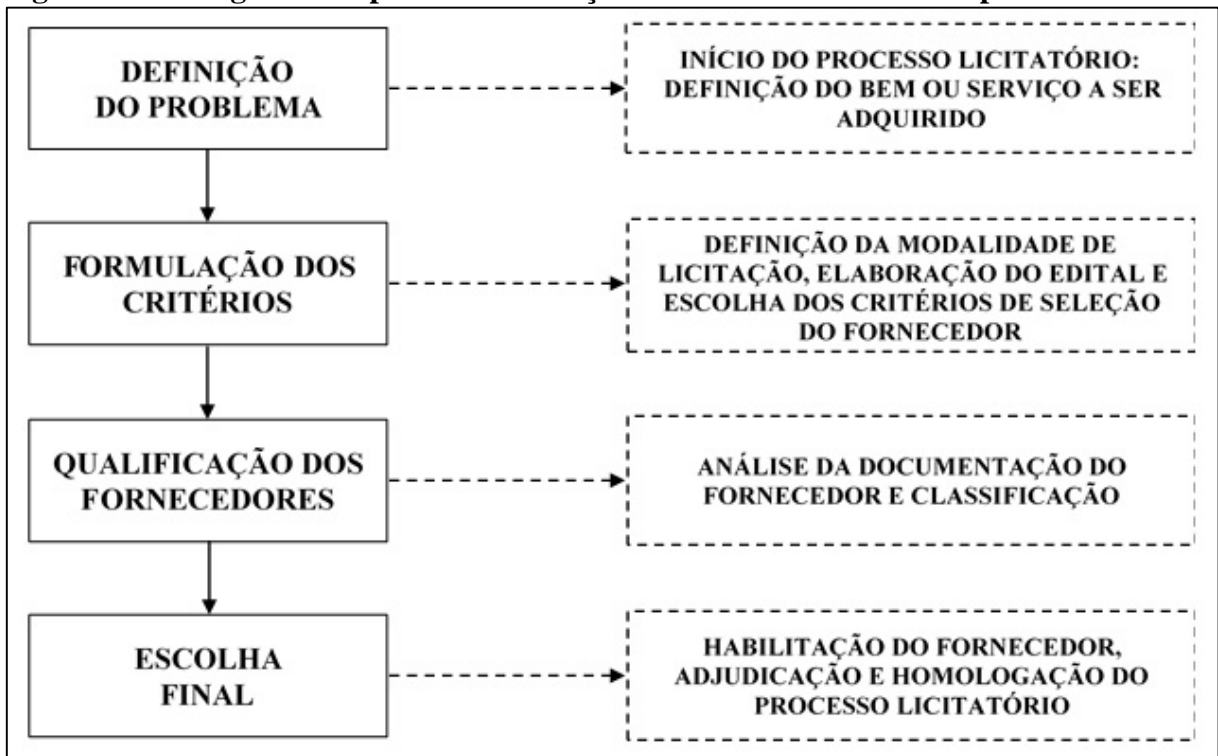 DEFINIÇÃO
DO PROBLEMA
INÍCIO DO PROCESSO LICITATÓRIO:
DEFINIÇÃO DO BEM OU SERVIÇO A SER
ADQUIRIDO
FORMULAÇÃO DOS
CRITÉRIOS
DEFINIÇÃO DA MODALIDADE DE
LICITAÇÃO, ELABORAÇÃO DO EDITAL E
ESCOLHA DOS CRITÉRIOS DE SELEÇÃO
DO FORNECEDOR
QUALIFICAÇÃO DOS
FORNECEDORES
ANÁLISE DA DOCUMENTAÇÃO DO
FORNECEDOR E CLASSIFICAÇÃO
ESCOLHA
FINAL
HABILITAÇÃO DO FORNECEDOR,
ADJUDICAÇÃO E HOMOLOGAÇÃO DO
PROCESSO LICITATÓRIO